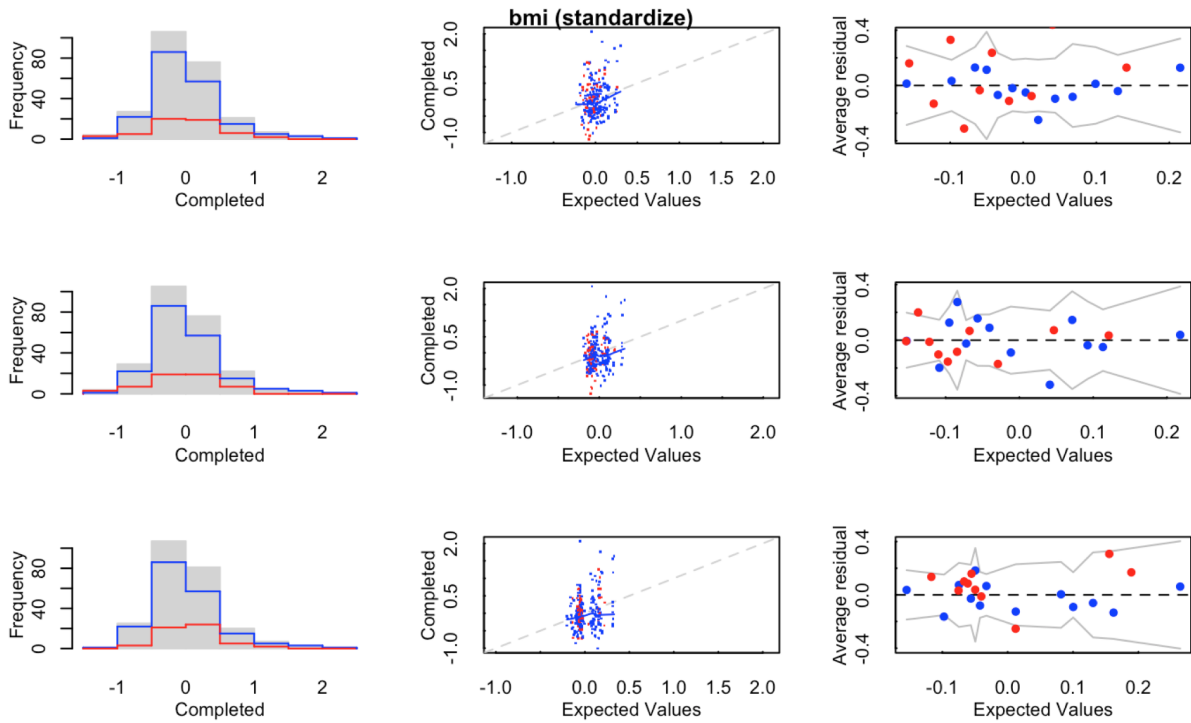 bmi (standardize)
Frequency
0 40 80
-1 0 1 2
Completed
Completed
-1.0 0.5 2.0
-1.0 0.0 0.5 1.0 1.5 2.0
Expected Values
Average residual
-0.4 0.0 0.4
-0.1 0.0 0.1 0.2
Expected Values
Frequency
0 40 80
-1 0 1 2
Completed
Completed
-1.0 0.5 2.0
-1.0 0.0 1.0 2.0
Expected Values
Average residual
-0.4 0.0 0.4
-0.1 0.0 0.1 0.2
Expected Values
Frequency
0 40 80
-1 0 1 2
Completed
Completed
-1.0 0.5 2.0
-1.0 0.0 0.5 1.0 1.5 2.0
Expected Values
Average residual
-0.4 0.0 0.4
-0.1 0.0 0.1 0.2
Expected Values